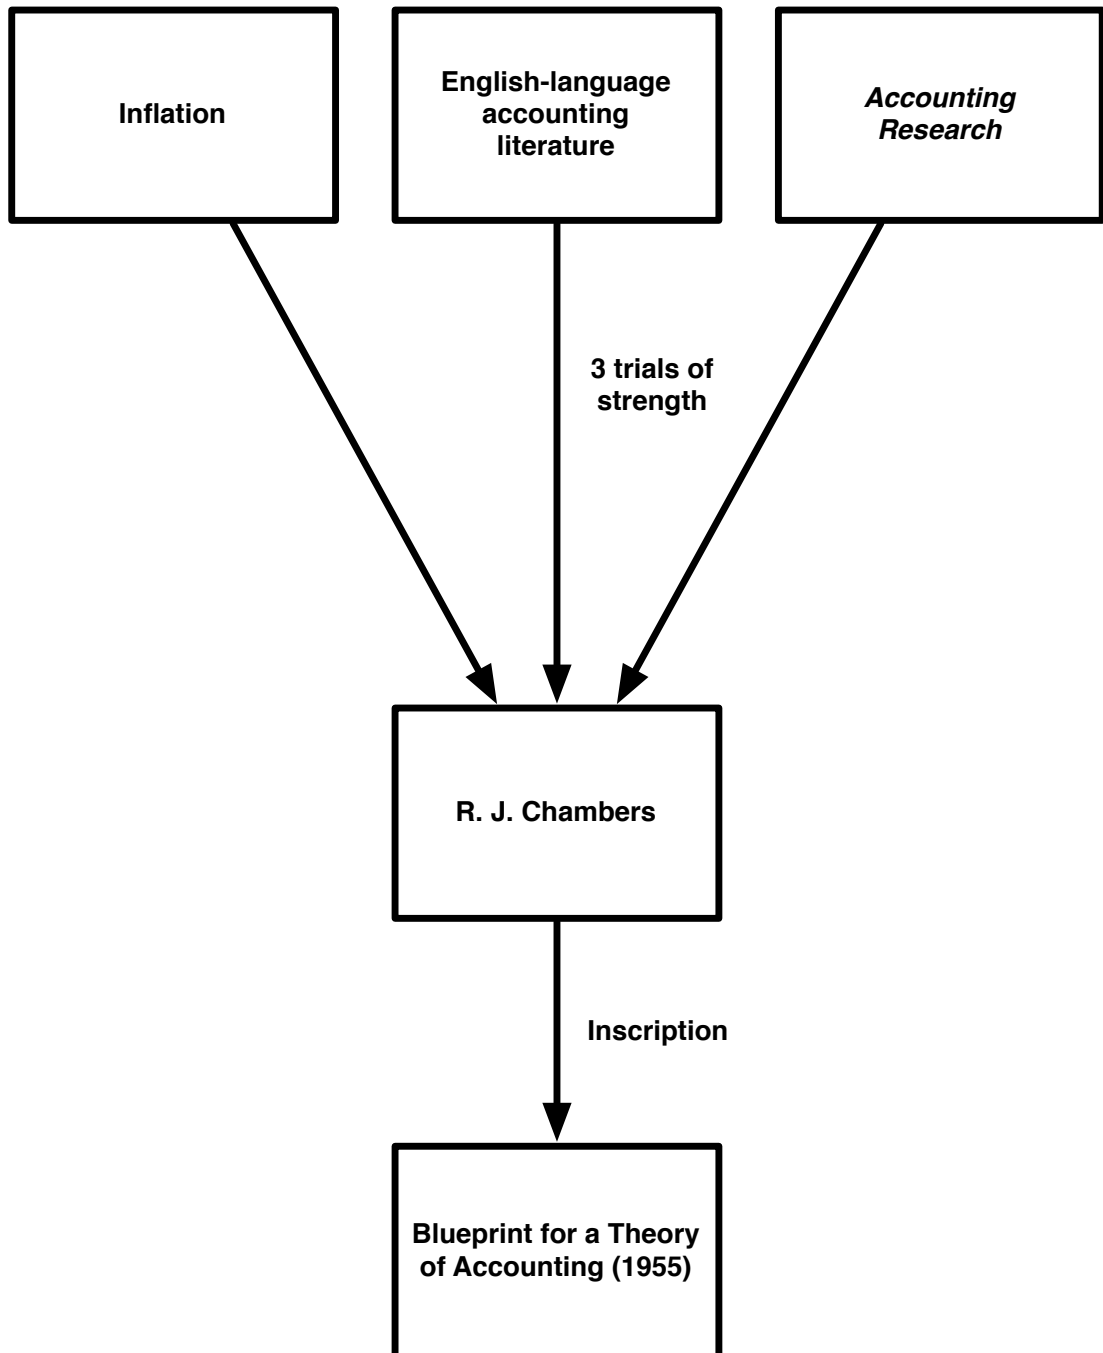 Inflation
English-language
accounting
literature
Accounting
Research
3 trials of
strength
R. J. Chambers
Inscription
Blueprint for a Theory
of Accounting (1955)